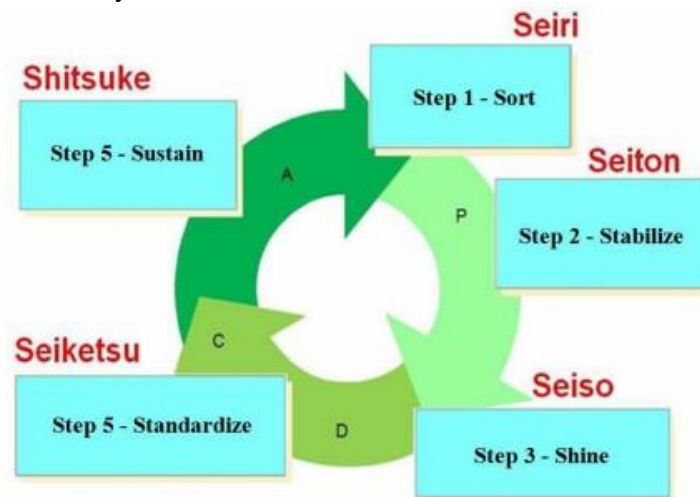 Seiri
Step 1 - Sort
Seiton
Step 2 - Stabilize
Seiso
Step 3 - Shine
Seiketsu
Step 5 - Standardize
Shitsuke
Step 5 - Sustain
A
P
C
D